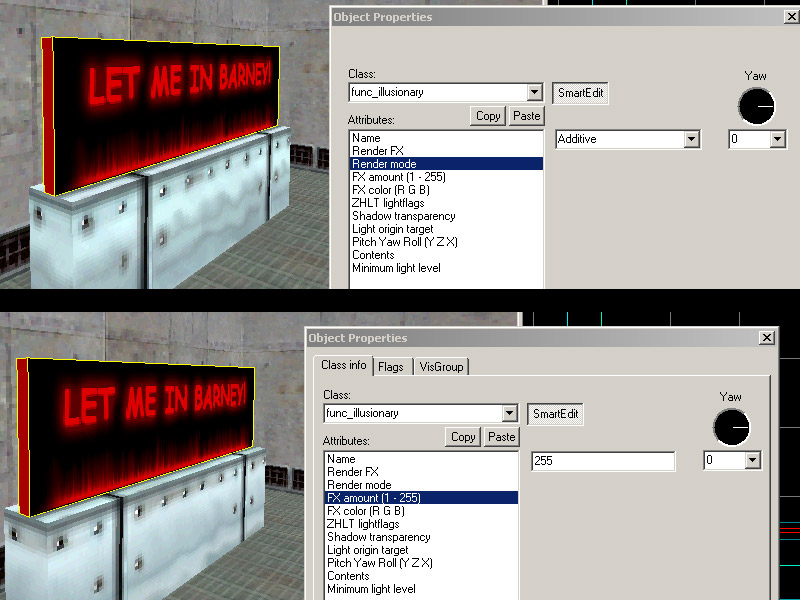 Object Properties
LET ME IN BARNEY!
Class:
func_illusionary
SmartEdit
Yaw
Attributes:
Copy
Paste
Name
Render FX
Render mode
FX amount (1 - 255)
FX color (R G B)
ZHLT lightflags
Shadow transparency
Light origin target
Pitch Yaw Roll (Y Z X)
Contents
Minimum light level
Additive
0
Object Properties
Class info
Flags
VisGroup
LET ME IN BARNEY!
Class:
func_illusionary
SmartEdit
Yaw
Attributes:
Copy
Paste
Name
Render FX
Render mode
FX amount (1 - 255)
FX color (R G B)
ZHLT lightflags
Shadow transparency
Light origin target
Pitch Yaw Roll (Y Z X)
Contents
Minimum light level
255
0